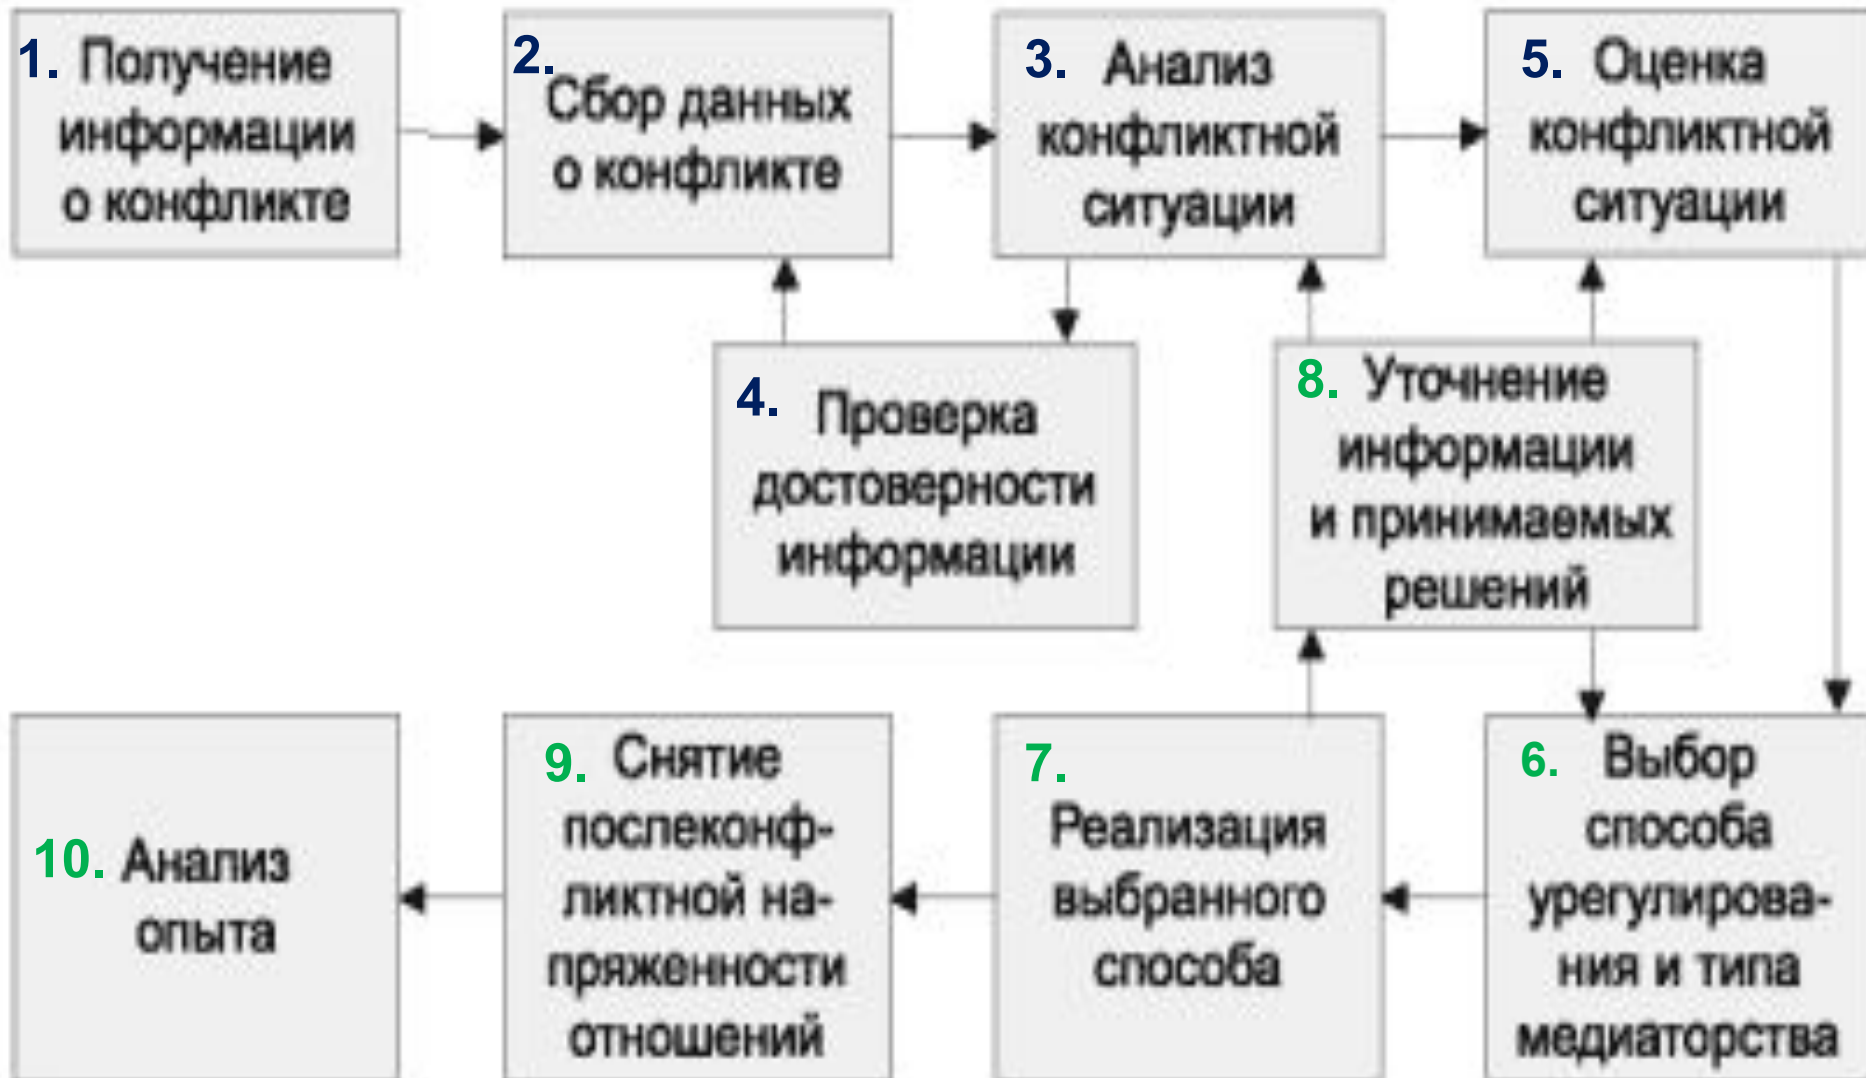 1. Получение
информации
о конфликте
2.
Сбор данных
о конфликте
3. Анализ
конфликтной
ситуации
5. Оценка
конфликтной
ситуации
4. Проверка
достоверности
информации
8. Уточнение
информации
и принимаемых
решений
10. Анализ
опыта
9. Снятие
послеконф-
ликтной на-
пряженности
отношений
7.
Реализация
выбранного
способа
6. Выбор
способа
урегулирова-
ния и типа
медиаторства